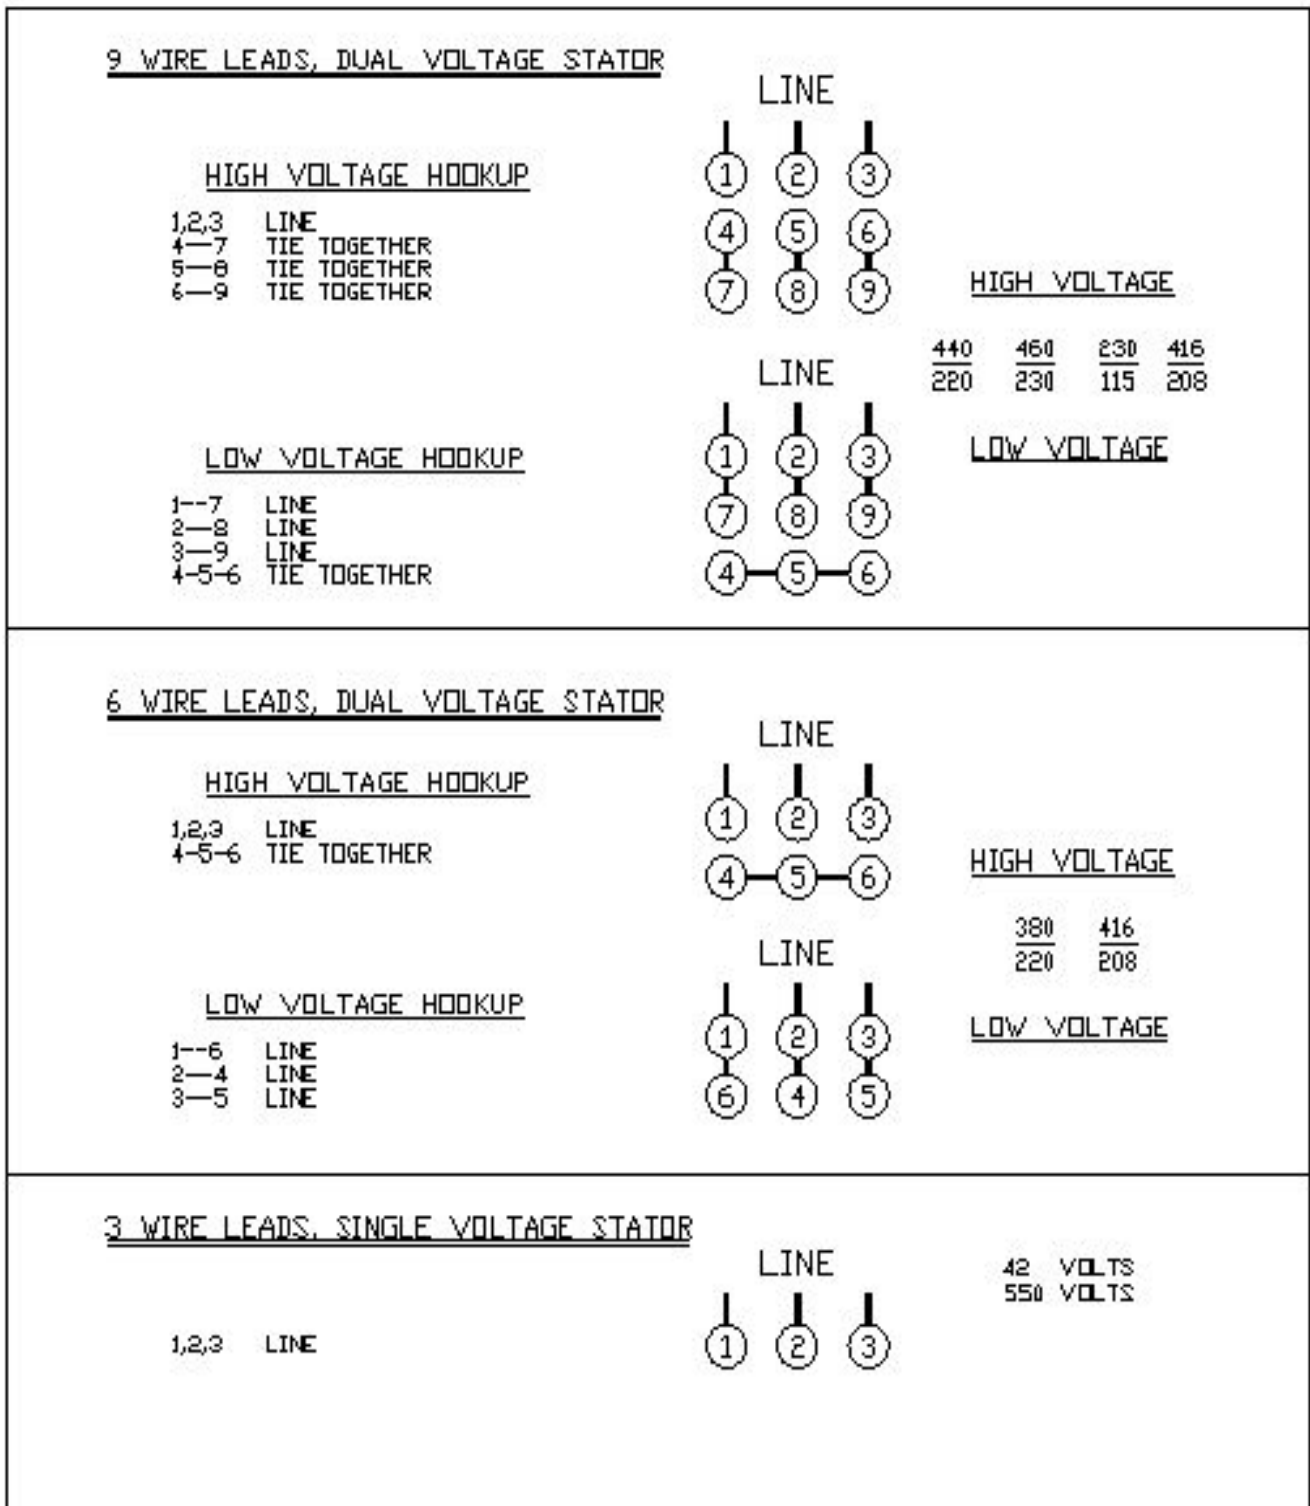 9 WIRE LEADS, DUAL VOLTAGE STATOR
LINE
HIGH VOLTAGE HOOKUP
1 2 3
1,2,3 LINE
4--7 TIE TOGETHER
5--8 TIE TOGETHER
6--9 TIE TOGETHER
4 5 6
7 8 9
HIGH VOLTAGE
440 460 230 416
220 230 115 208
LOW VOLTAGE
LINE
LOW VOLTAGE HOOKUP
1 2 3
1--7 LINE
2--8 LINE
3--9 LINE
4-5-6 TIE TOGETHER
7 8 9
4 5 6
6 WIRE LEADS, DUAL VOLTAGE STATOR
LINE
HIGH VOLTAGE HOOKUP
1,2,3 LINE
4-5-6 TIE TOGETHER
1 2 3
4 5 6
HIGH VOLTAGE
380 416
220 208
LOW VOLTAGE
LINE
LOW VOLTAGE HOOKUP
1--6 LINE
2--4 LINE
3--5 LINE
1 2 3
6 4 5
3 WIRE LEADS, SINGLE VOLTAGE STATOR
LINE
42 VOLTS
550 VOLTS
1,2,3 LINE
1 2 3